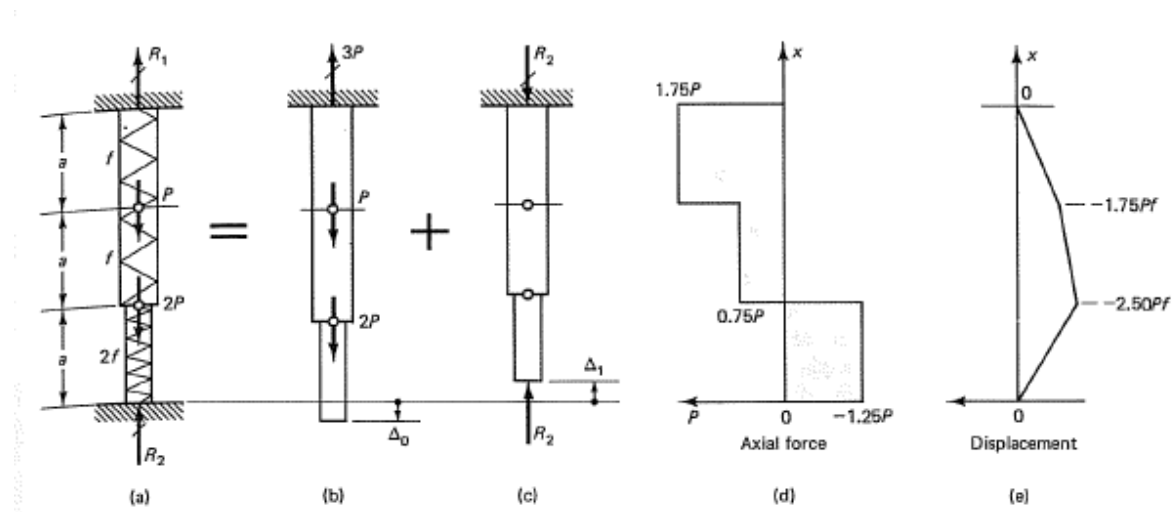 R1
a
f
P
a
f
2P
a
2f
R2
(a)
=
3P
P
2P
Δ0
(b)
+
R2
Δ1
R2
(c)
x
1.75P
0.75P
P
0
-1.25P
Axial force
(d)
x
0
-1.75Pf
-2.50Pf
0
Displacement
(e)